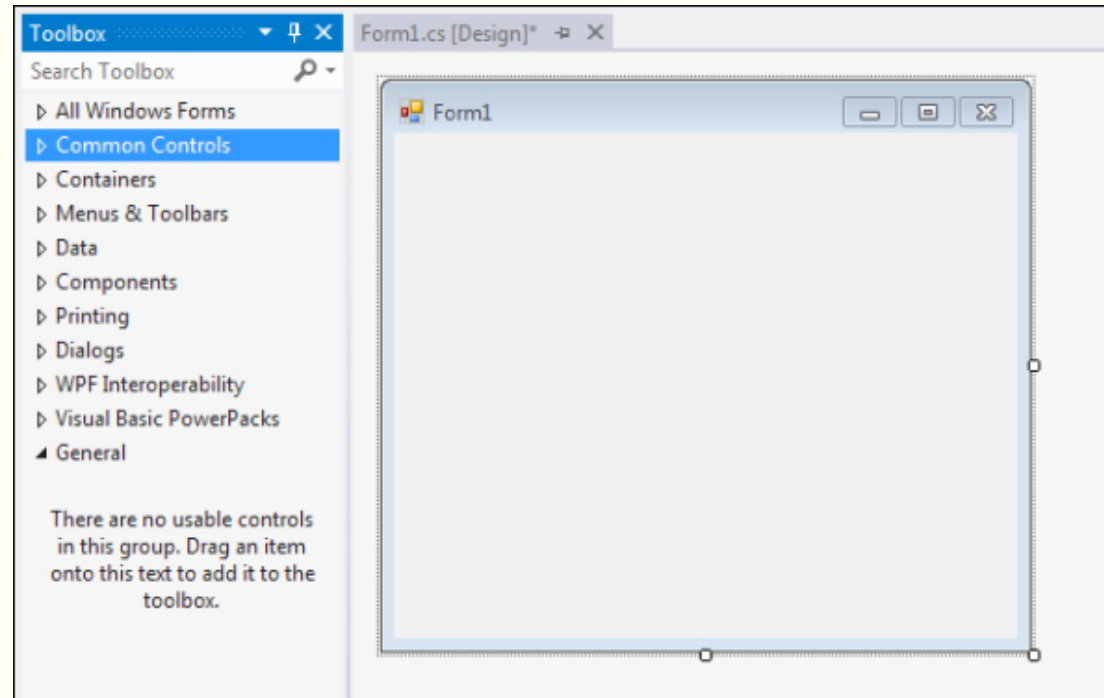 Toolbox
Search Toolbox
All Windows Forms
Common Controls
Containers
Menus & Toolbars
Data
Components
Printing
Dialogs
WPF Interoperability
Visual Basic PowerPacks
General
There are no usable controls
in this group. Drag an item
onto this text to add it to the
toolbox.
Form1.cs [Design]*
Form1